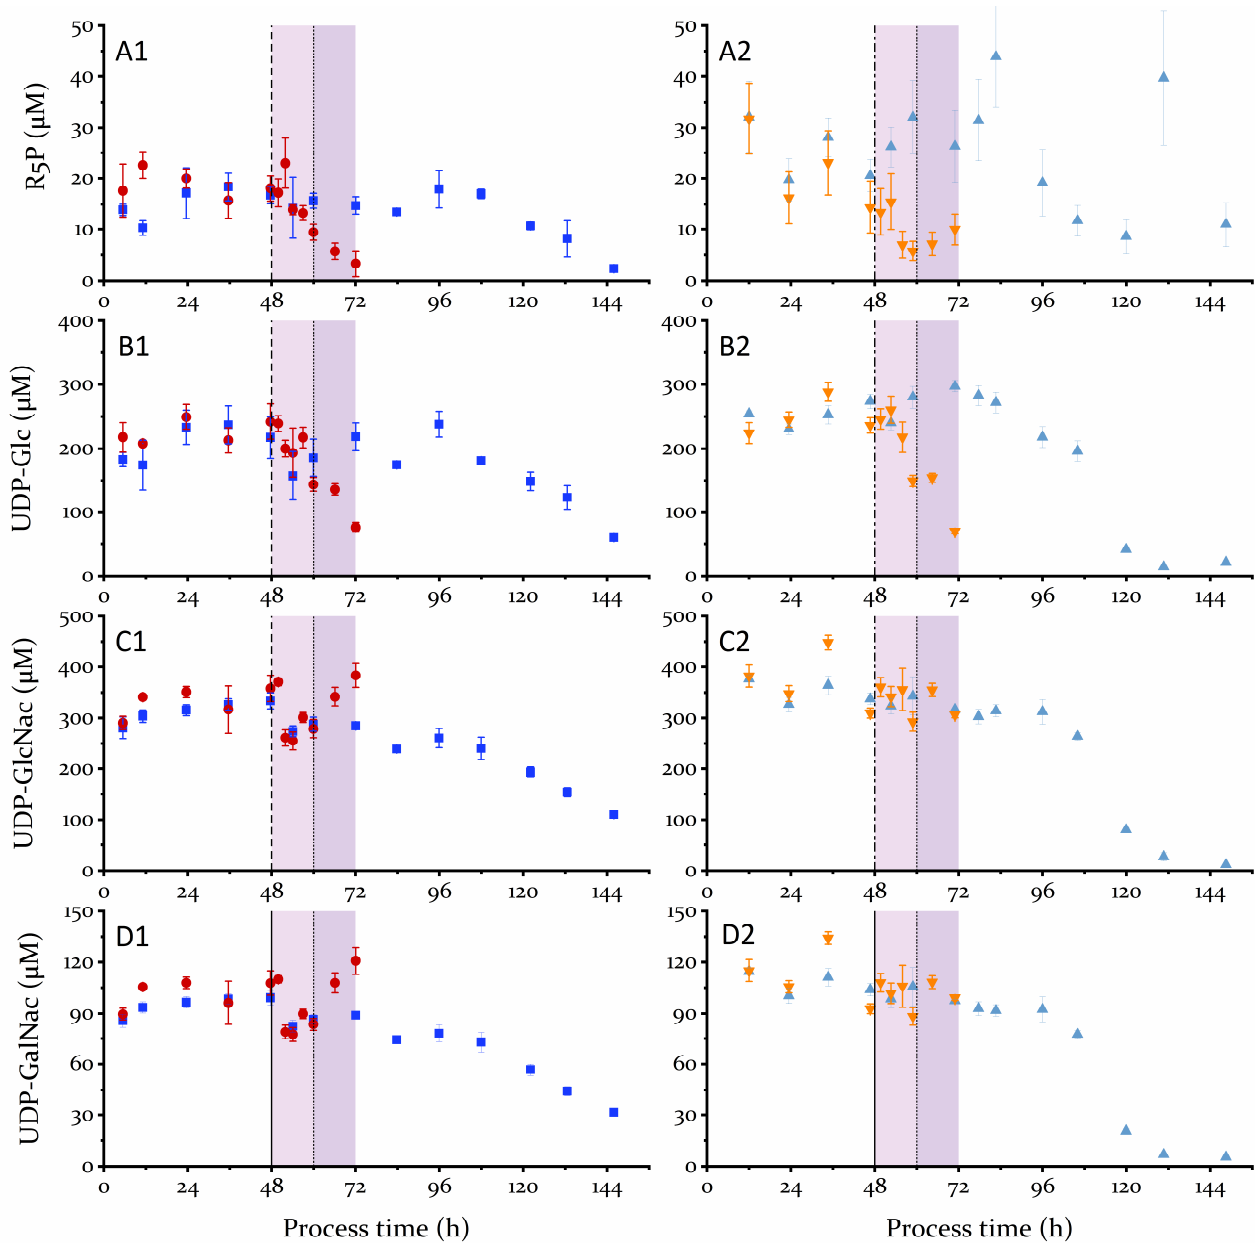 A1
R5P (µM)
50
40
30
20
10
0
0 24 48 72 96 120 144
A2
50
40
30
20
10
0
0 24 48 72 96 120 144
B1
UDP-Glc (µM)
400
300
200
100
0
0 24 48 72 96 120 144
B2
400
300
200
100
0
0 24 48 72 96 120 144
C1
UDP-GlcNac (µM)
500
400
300
200
100
0
0 24 48 72 96 120 144
C2
500
400
300
200
100
0
0 24 48 72 96 120 144
D1
UDP-GalNac (µM)
150
120
90
60
30
0
0 24 48 72 96 120 144
Process time (h)
D2
150
120
90
60
30
0
0 24 48 72 96 120 144
Process time (h)